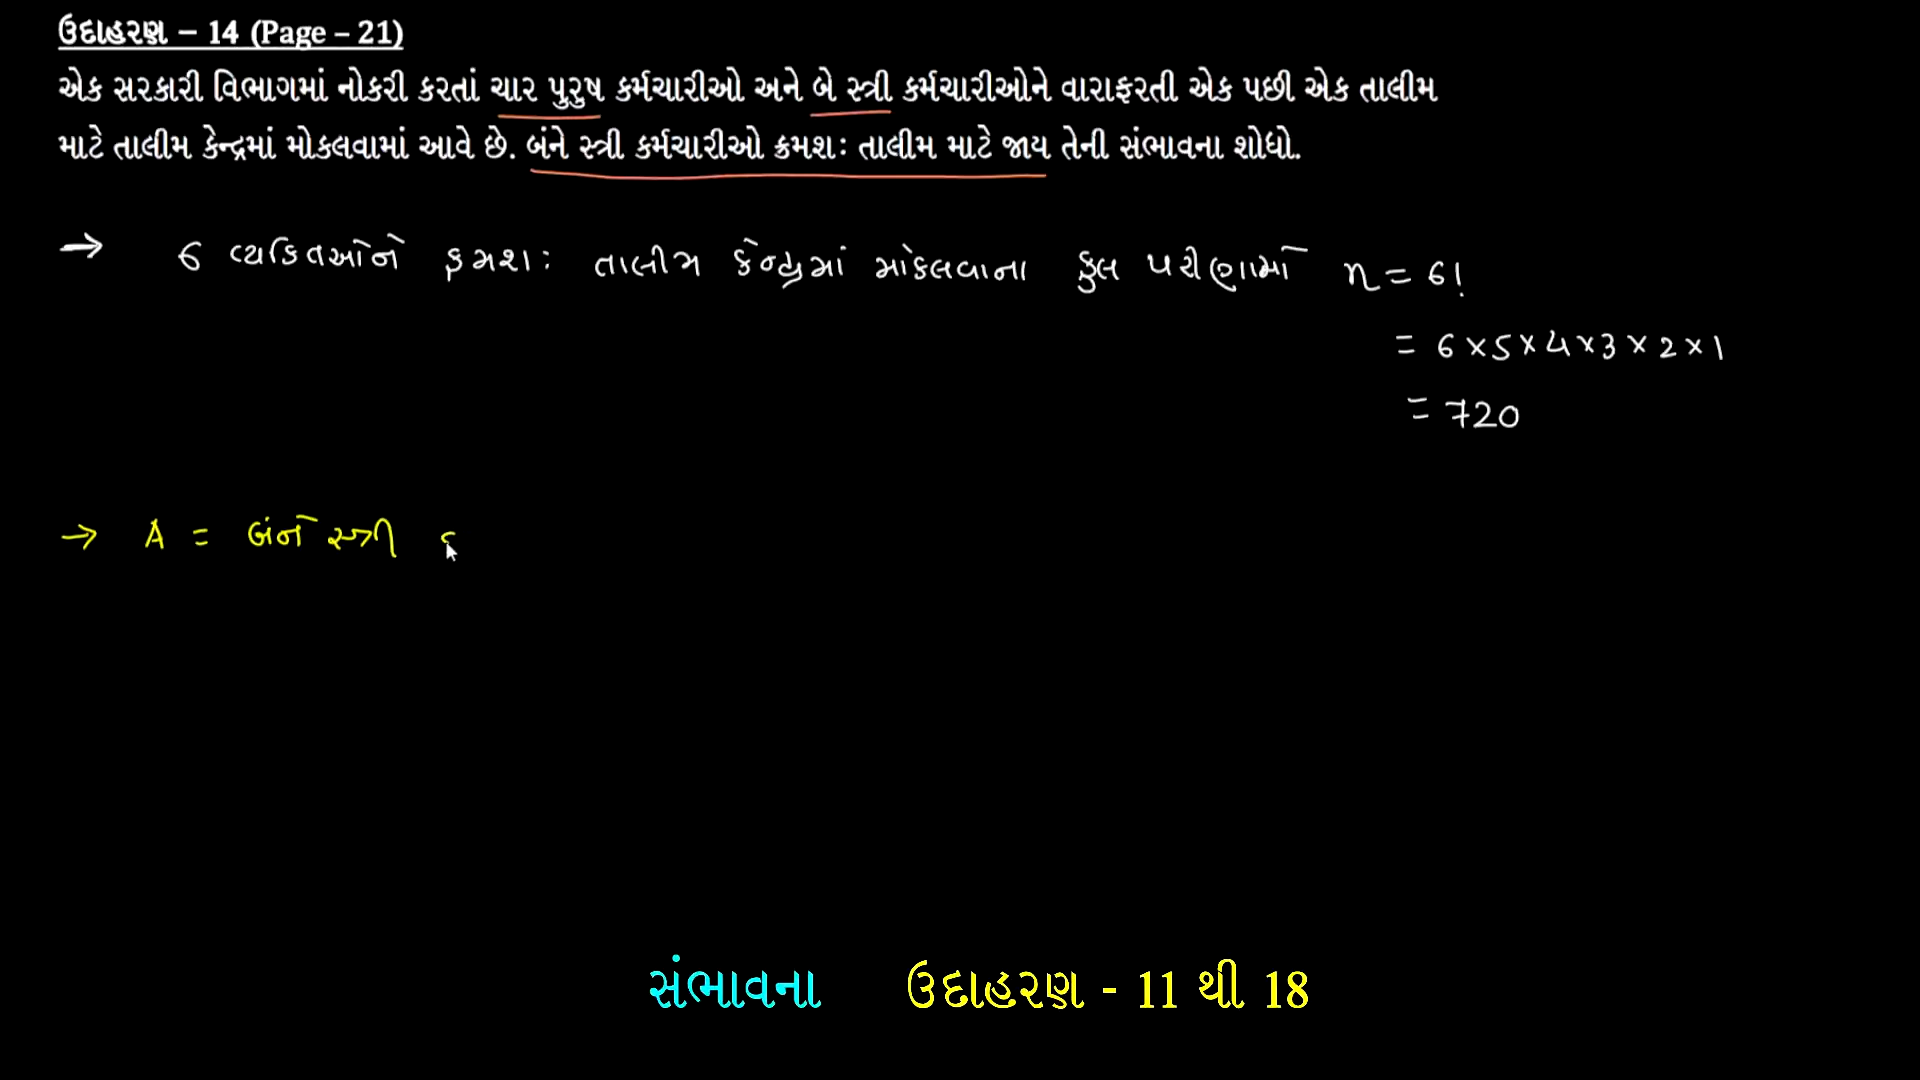 ઉદાહરણ – 14 (Page – 21)
એક સરકારી વિભાગમાં નોકરી કરતાં ચાર પુરુષ કર્મચારીઓ અને બે સ્ત્રી કર્મચારીઓને વારાફરતી એક પછી એક તાલીમ
માટે તાલીમ કેન્દ્રમાં મોકલવામાં આવે છે. બંને સ્ત્રી કર્મચારીઓ ક્રમશઃ તાલીમ માટે જાય તેની સંભાવના શોધો.
→ 6 વ્યકિતઓને ક્રમશઃ તાલીમ કેન્દ્રમાં મોકલવાના કુલ પરીણામો n = 6!
= 6 × 5 × 4 × 3 × 2 × 1
= 720
→ A = બંને સ્ત્રી
સંભાવના ઉદાહરણ - 11 થી 18